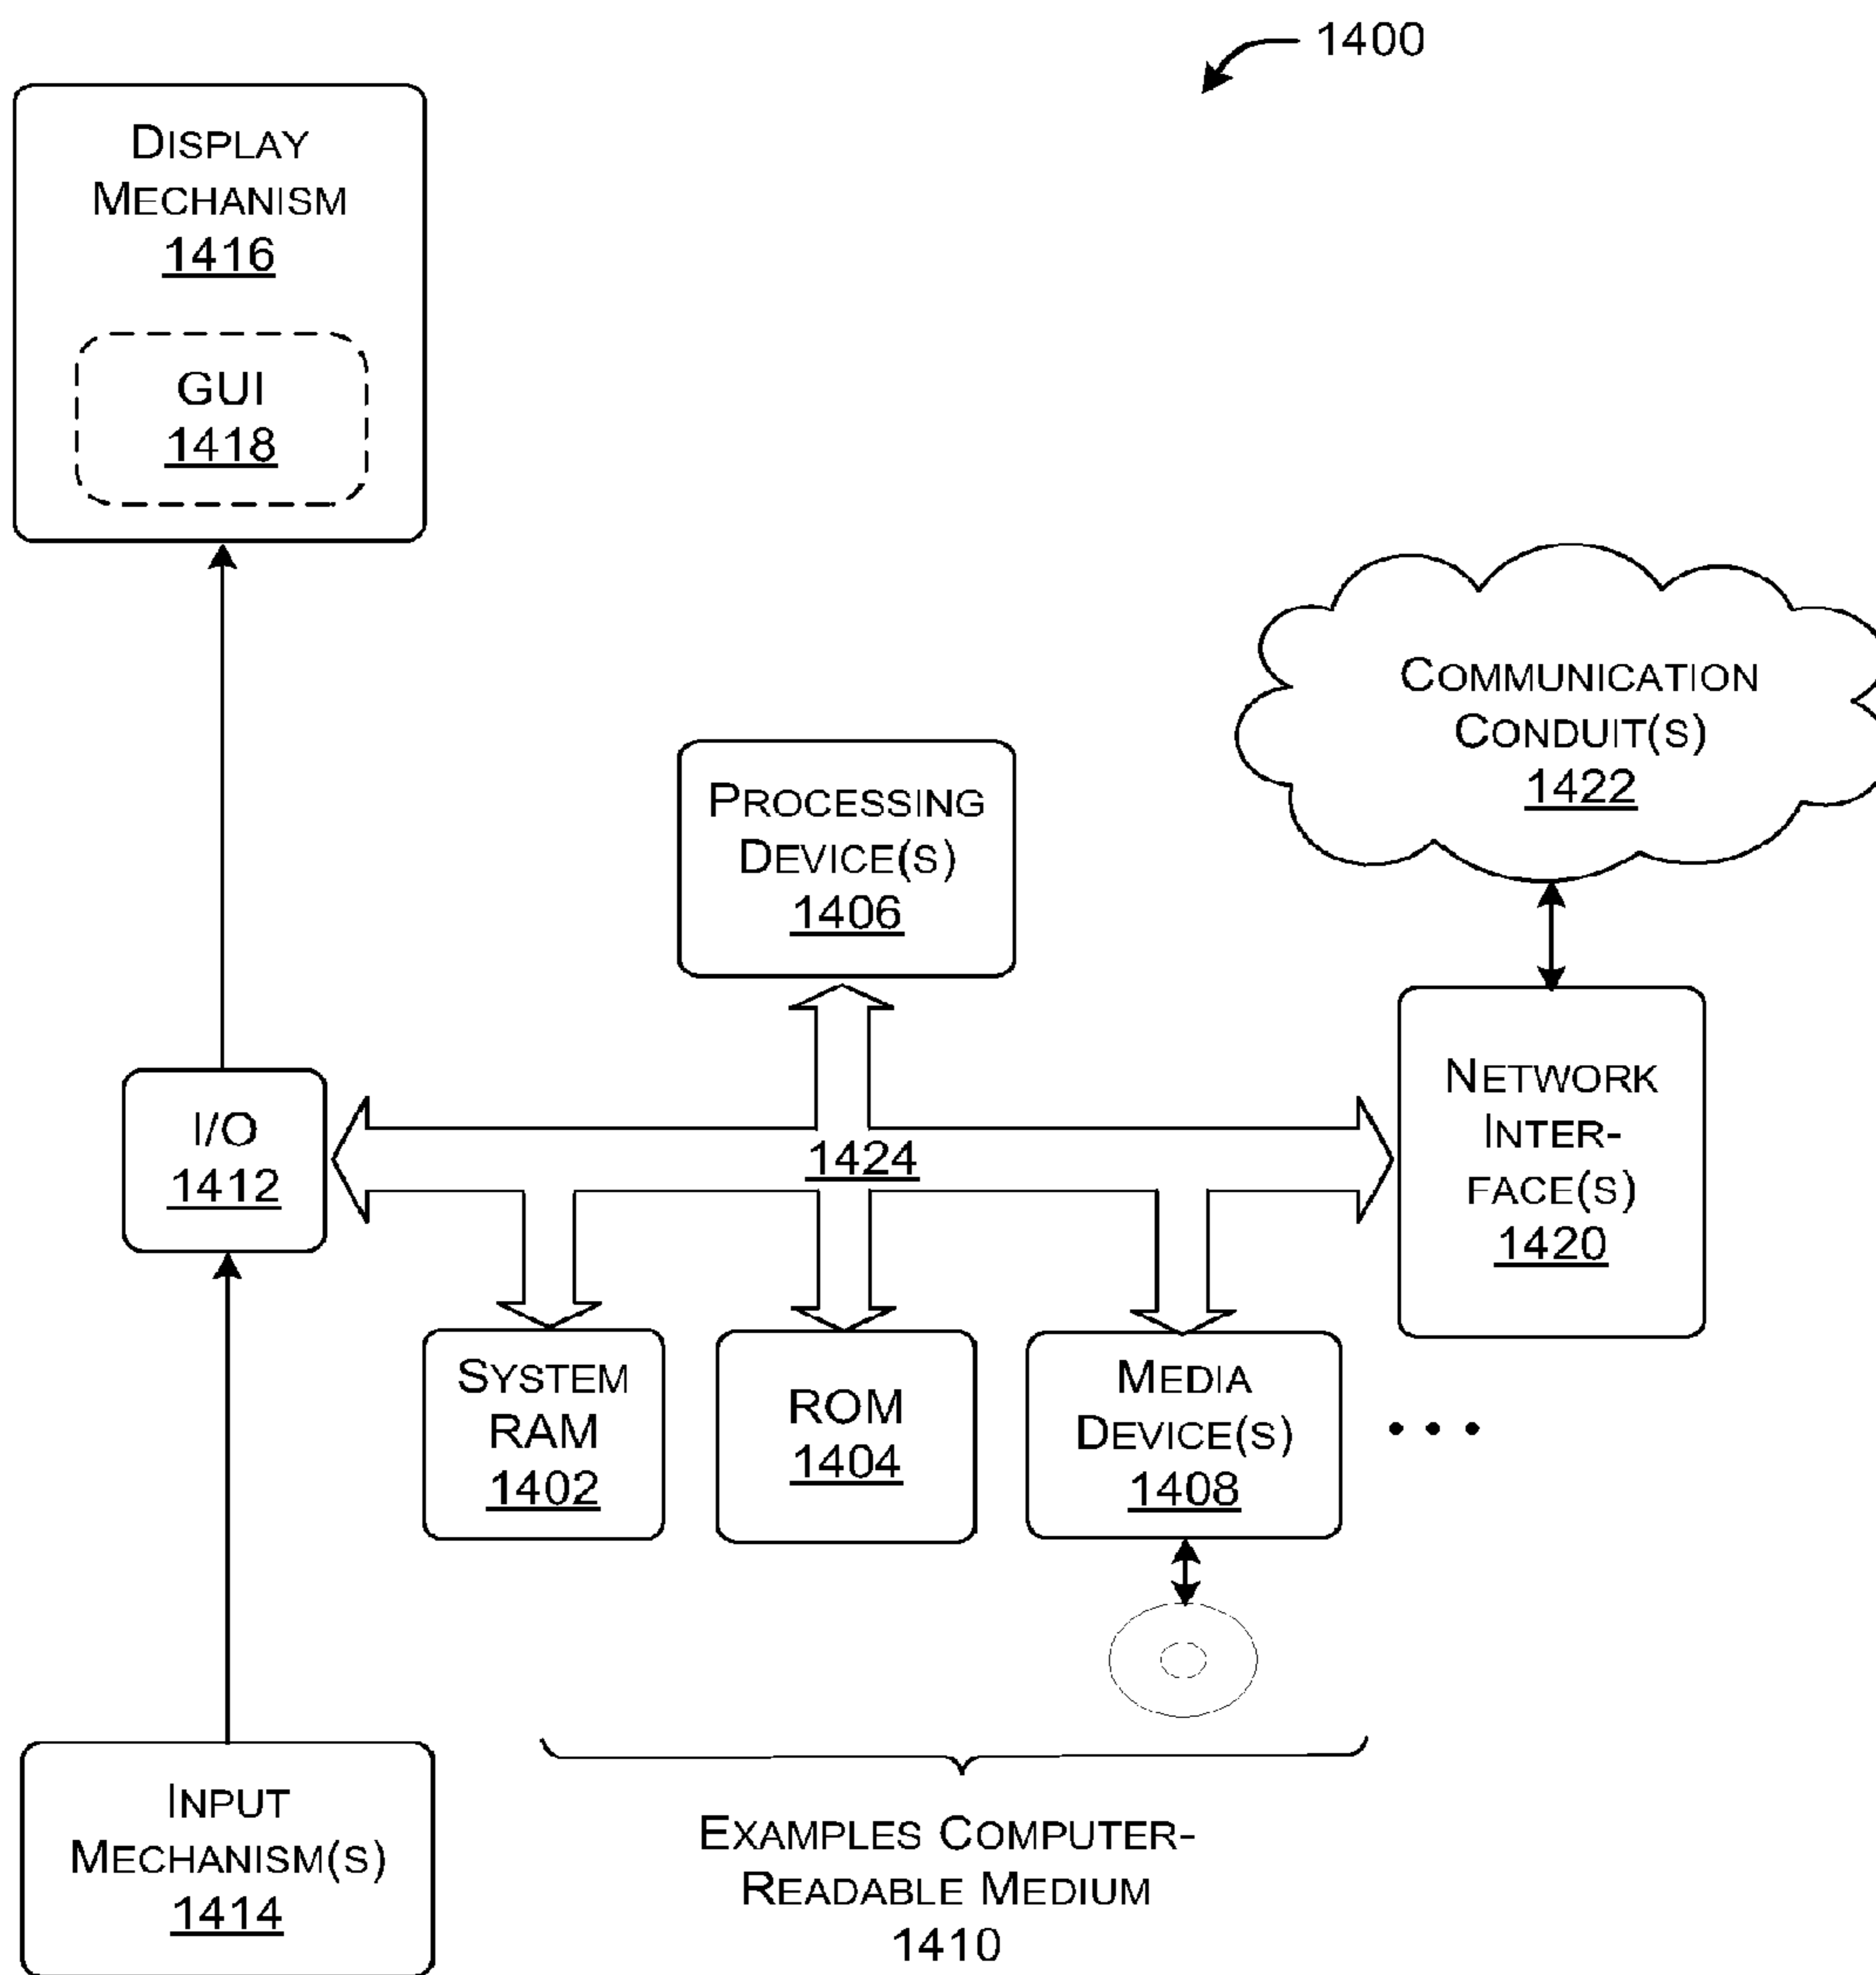 1400
DISPLAY
MECHANISM
1416
GUI
1418
COMMUNICATION
CONDUIT(S)
1422
PROCESSING
DEVICE(S)
1406
NETWORK
INTER-
FACE(S)
1420
I/O
1412
1424
SYSTEM
RAM
1402
ROM
1404
MEDIA
DEVICE(S)
1408
• • •
INPUT
MECHANISM(S)
1414
EXAMPLES COMPUTER-
READABLE MEDIUM
1410